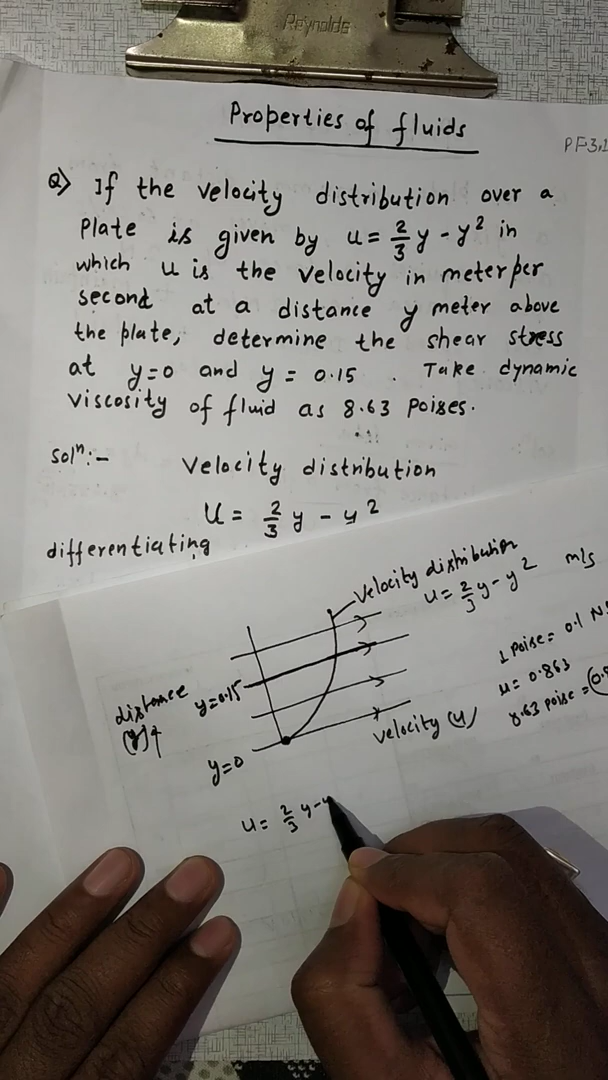 Reynolds
Properties of fluids
Q) If the velocity distribution over a
plate is given by u = 2/3 y - y² in
which u is the velocity in meter per
second at a distance y meter above
the plate, determine the shear stress
at y=0 and y = 0.15 . Take dynamic
viscosity of fluid as 8.63 poises.
Solⁿ:- Velocity distribution
U = 2/3 y - y²
differentiating
Velocity distribution
u = 2/3 y - y² m/s
1 Poise = 0.1
u = 0.863
8.63 poise =
distance
(y)↑
y=0.15
y=0
velocity (u)
u = 2/3 y -